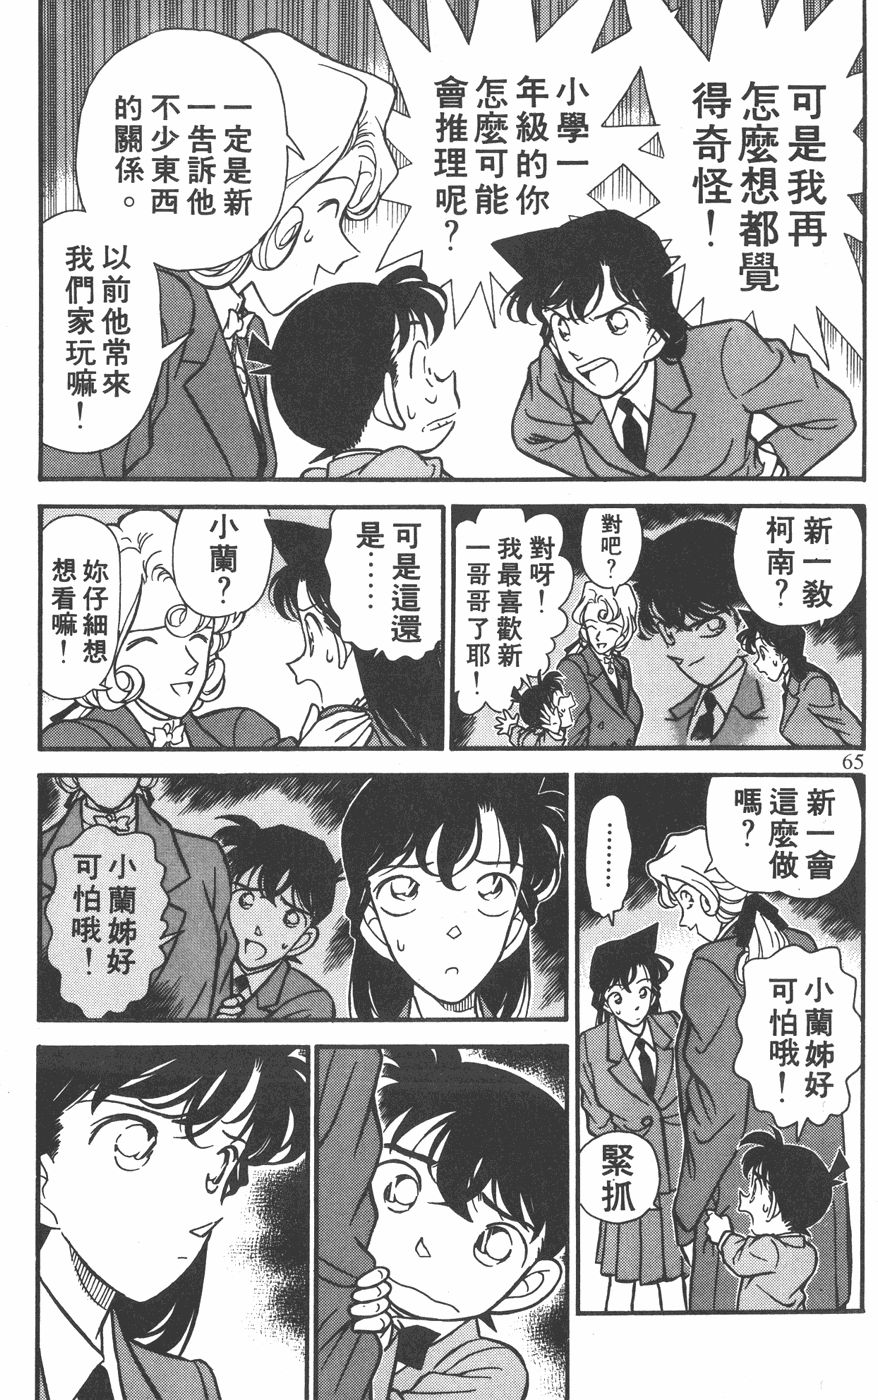 可是我再
怎麼想都覺
得奇怪！
小學一
年級的你
怎麼可能
會推理呢？
一定是新
一告訴他
不少東西
的關係。
以前他常來
我們家玩嘛！
新一教
柯南？
對吧？
對呀！
我最喜歡新
一哥哥了耶！
可是這還
是……
小蘭？
妳仔細想
想看嘛！
65
新一會
這麼做
嗎？
………
小蘭姊好
可怕哦！
緊抓
小蘭姊好
可怕哦！